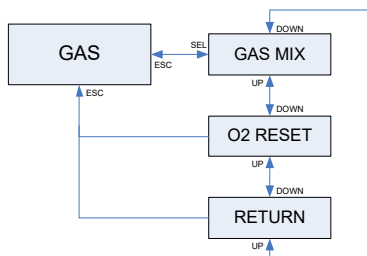 DOWN
GAS
SEL
ESC
GAS MIX
UP
ESC
DOWN
O2 RESET
UP
DOWN
RETURN
UP